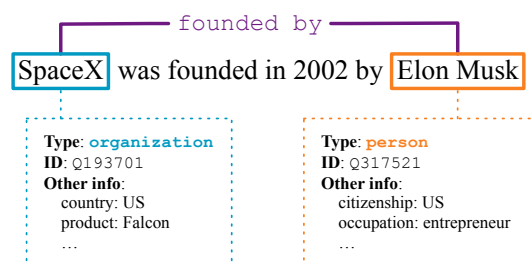 founded by
SpaceX was founded in 2002 by Elon Musk
Type: organization
ID: Q193701
Other info:
country: US
product: Falcon
...
Type: person
ID: Q317521
Other info:
citizenship: US
occupation: entrepreneur
...